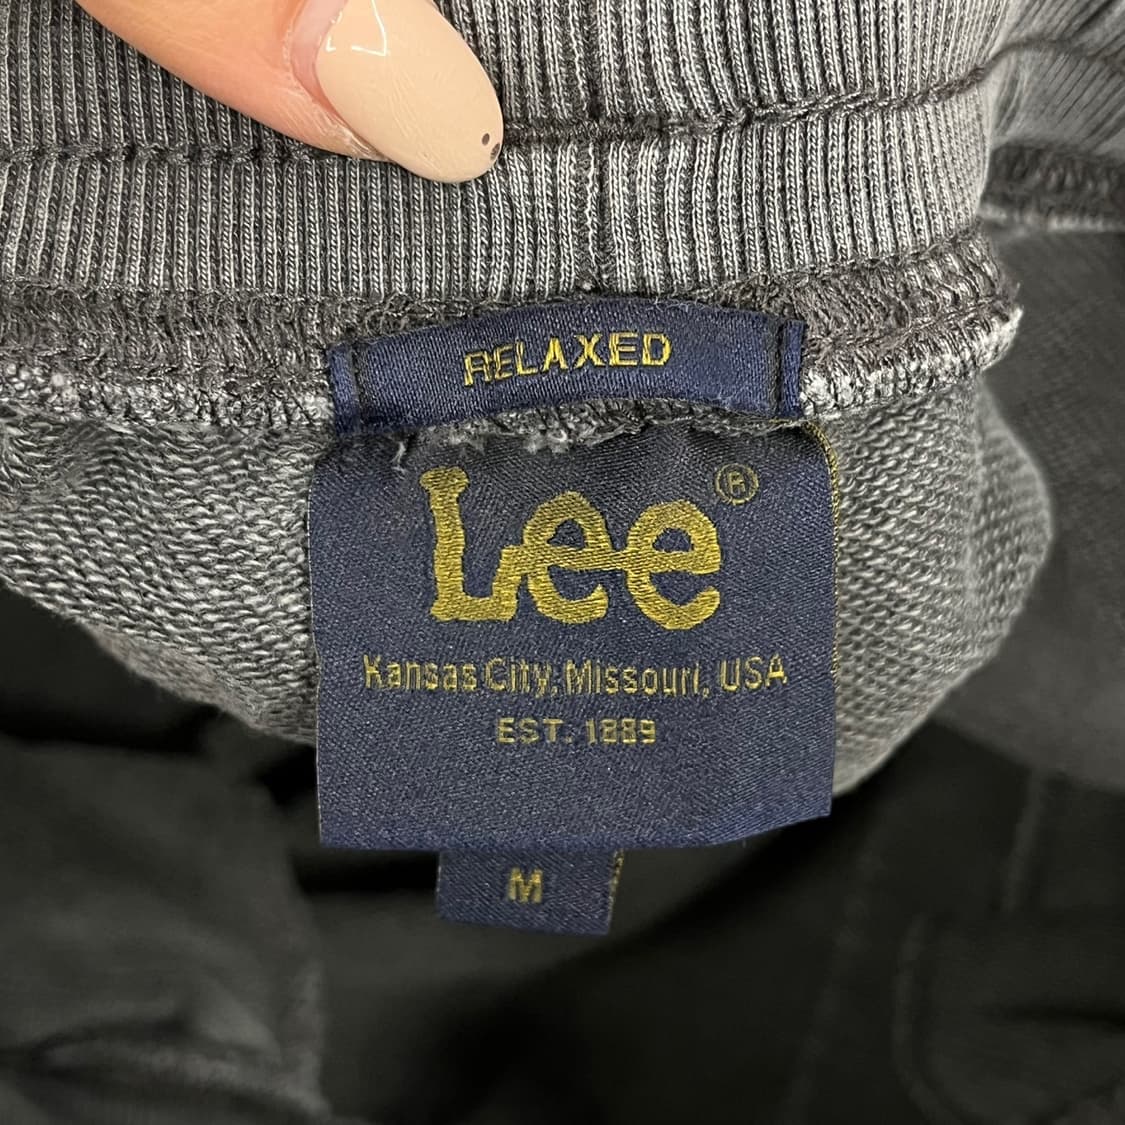 RELAXED
Lee®
Kansas City, Missouri, USA
EST. 1889
M